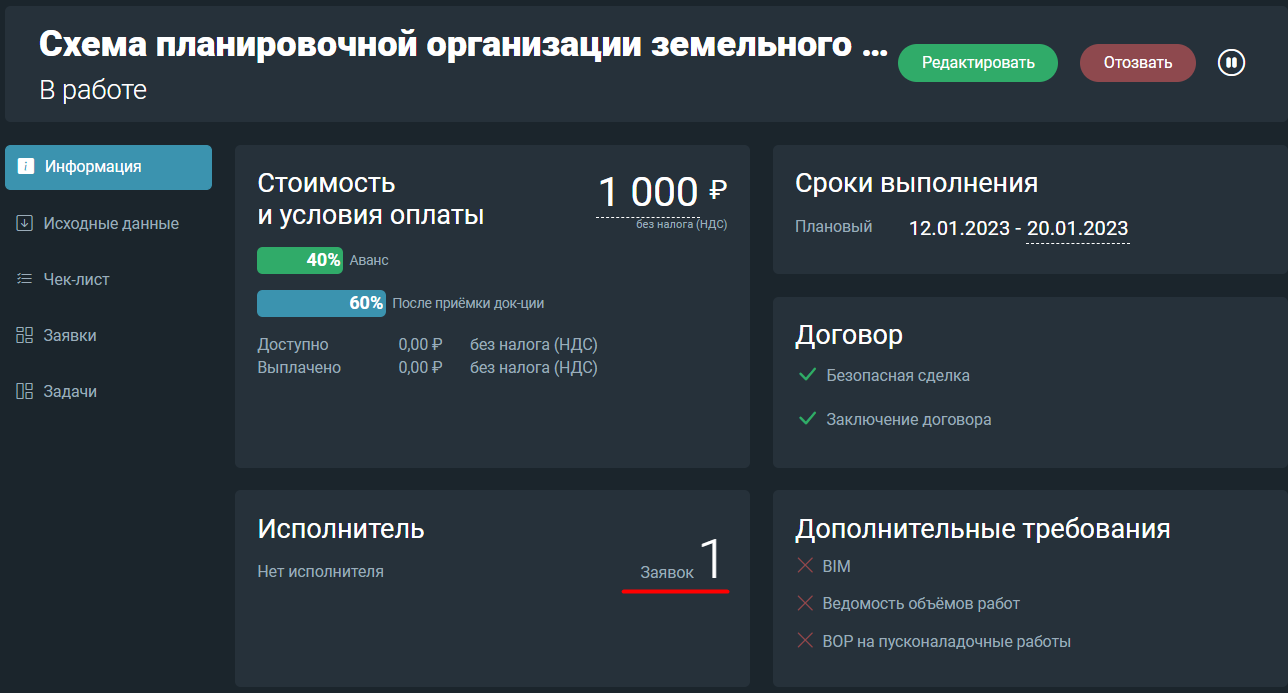 Схема планировочной организации земельного ...
В работе
Редактировать
Отозвать
Информация
Исходные данные
Чек-лист
Заявки
Задачи
Стоимость
и условия оплаты
1 000 ₽
без налога (НДС)
40% Аванс
60% После приёмки док-ции
Доступно 0,00 ₽ без налога (НДС)
Выплачено 0,00 ₽ без налога (НДС)
Сроки выполнения
Плановый 12.01.2023 - 20.01.2023
Договор
Безопасная сделка
Заключение договора
Исполнитель
Нет исполнителя
Заявок 1
Дополнительные требования
BIM
Ведомость объёмов работ
ВОР на пусконаладочные работы